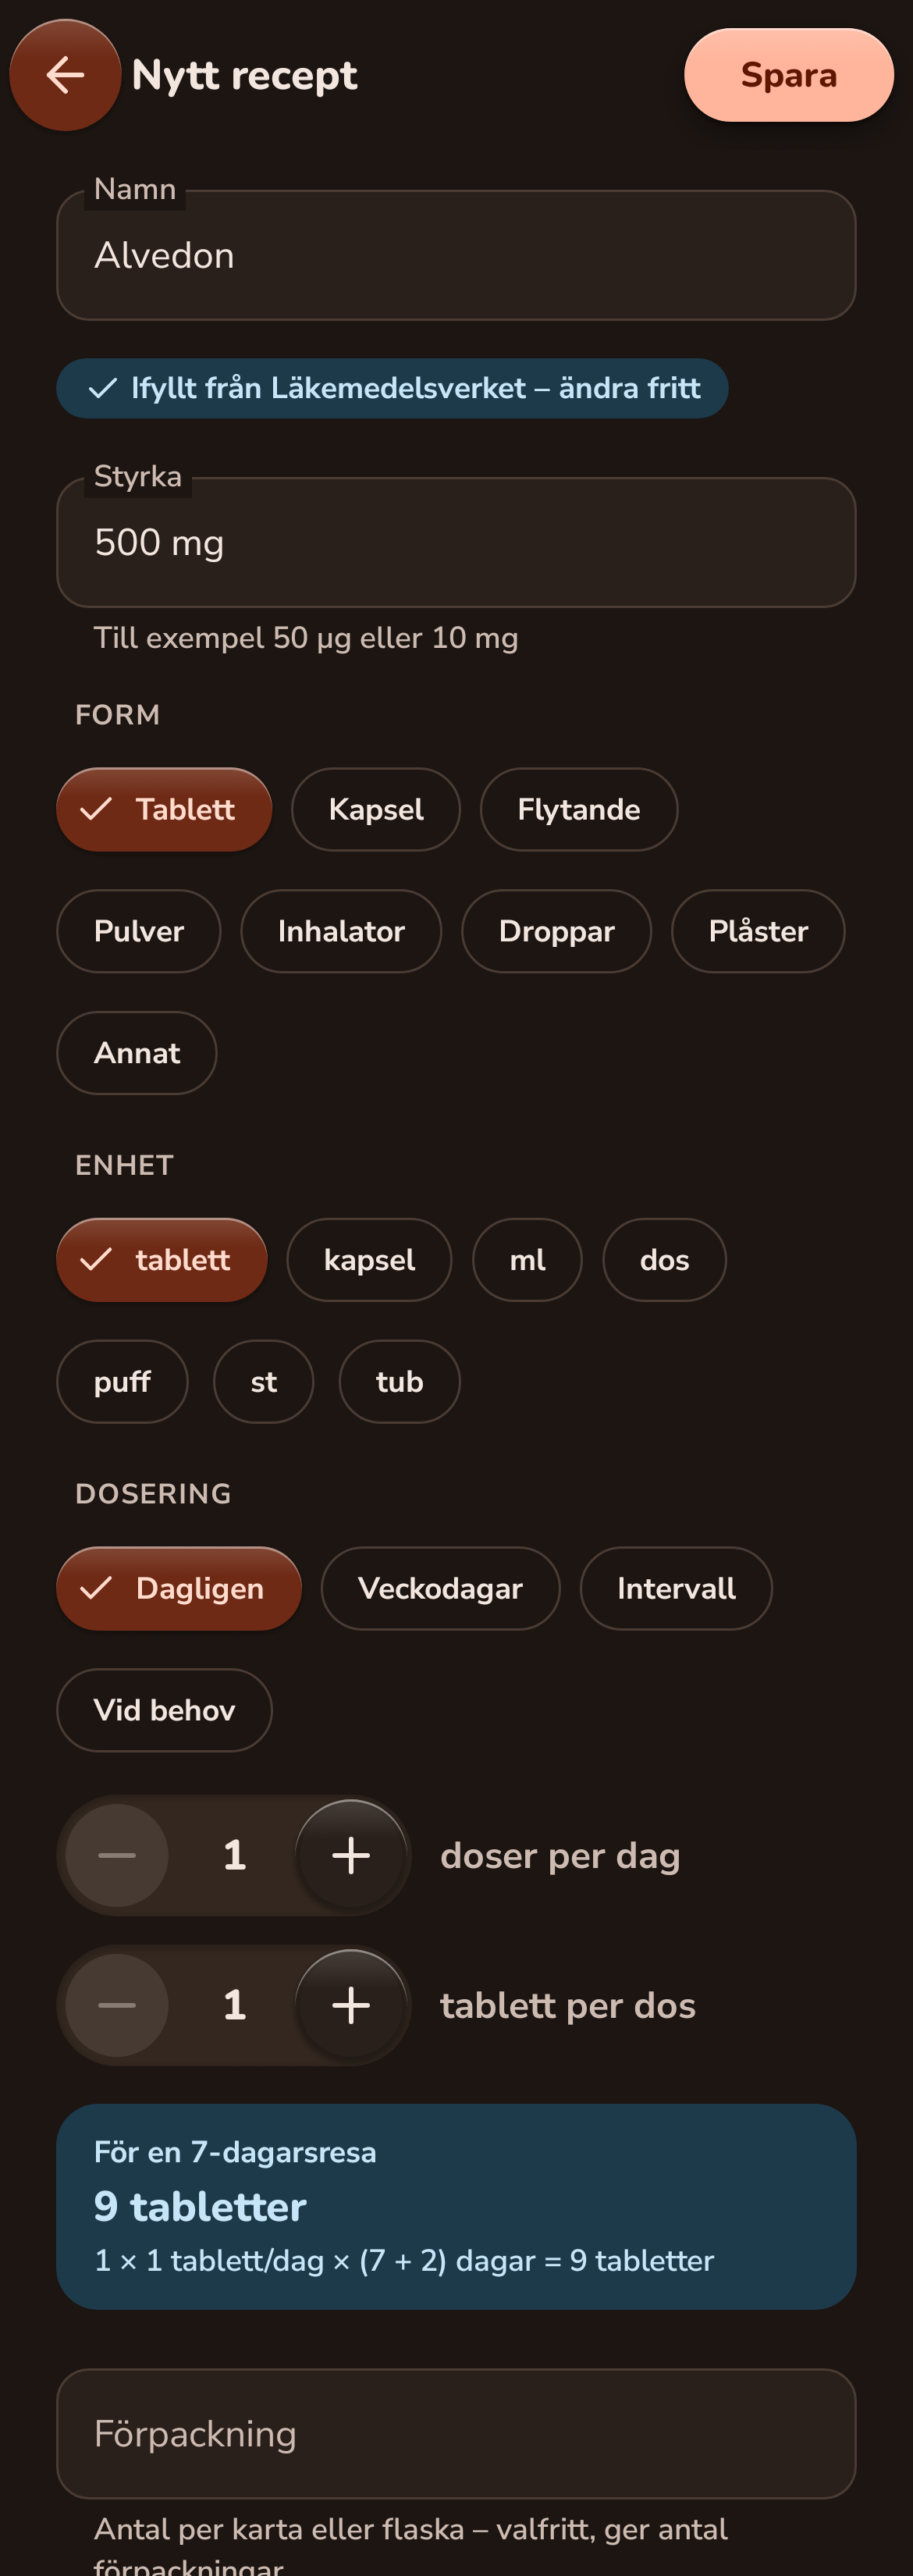 Nytt recept
Spara
Namn
Alvedon
Ifyllt från Läkemedelsverket – ändra fritt
Styrka
500 mg
Till exempel 50 µg eller 10 mg
FORM
Tablett Kapsel Flytande
Pulver Inhalator Droppar Plåster
Annat
ENHET
tablett kapsel ml dos
puff st tub
DOSERING
Dagligen Veckodagar Intervall
Vid behov
1 doser per dag
1 tablett per dos
För en 7-dagarsresa
9 tabletter
1 × 1 tablett/dag × (7 + 2) dagar = 9 tabletter
Förpackning
Antal per karta eller flaska – valfritt, ger antal
förpackningar